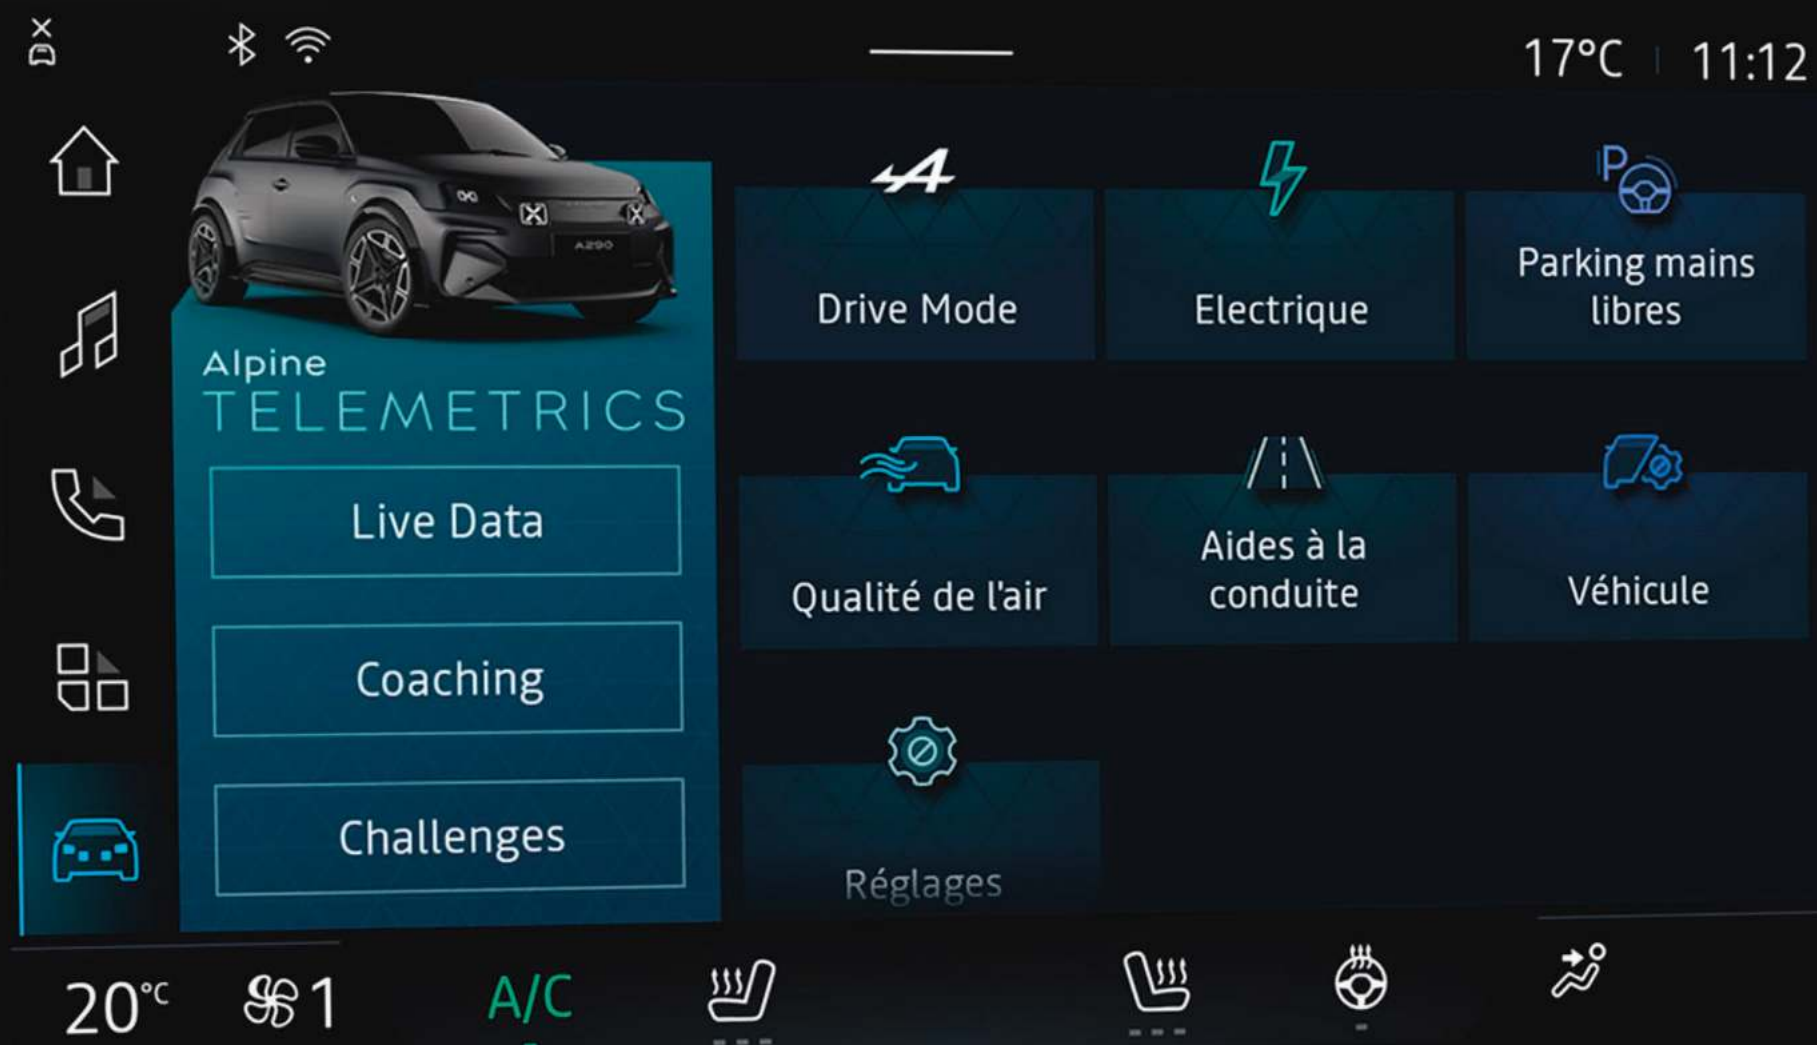 17°C 11:12
A290
Alpine
TELEMETRICS
Live Data
Coaching
Challenges
Drive Mode
Electrique
P
Parking mains
libres
Qualité de l'air
Aides à la
conduite
Véhicule
Réglages
20°C 1 A/C